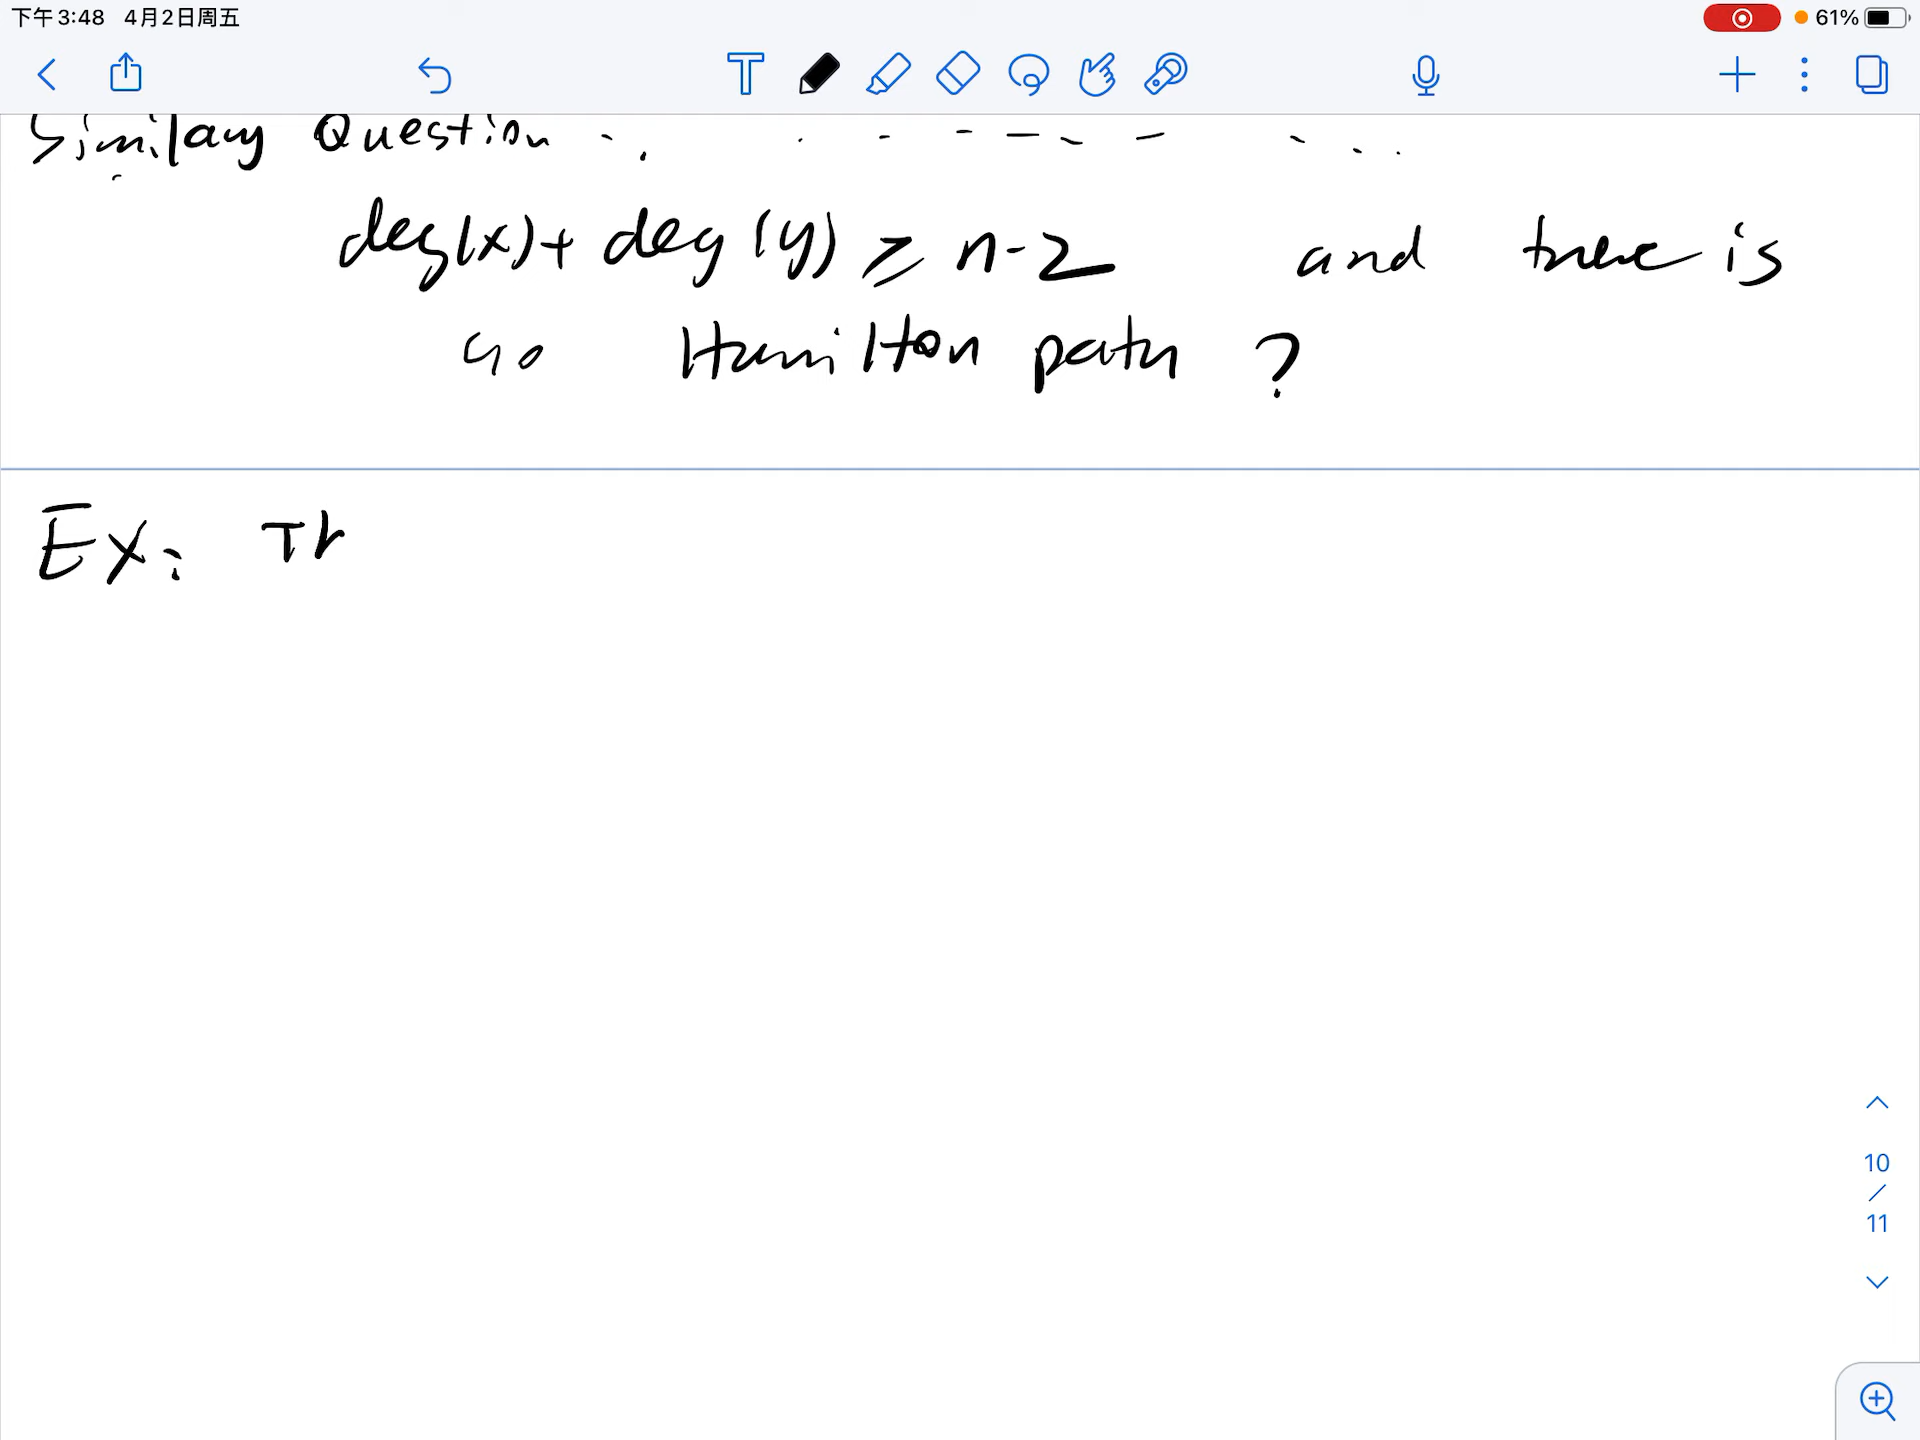 下午3:48 4月2日周五
61%
Similary Question
deg(x)+ deg(y) ≥ n-2 and there is
no Hamilton path ?
Ex: Th
10
/
11